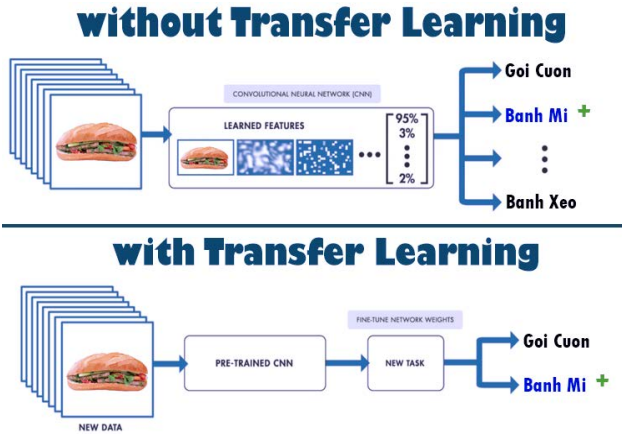 without Transfer Learning
CONVOLUTIONAL NEURAL NETWORK (CNN)
LEARNED FEATURES
95%
3%
2%
Goi Cuon
Banh Mi +
Banh Xeo
with Transfer Learning
NEW DATA
PRE-TRAINED CNN
FINE-TUNE NETWORK WEIGHTS
NEW TASK
Goi Cuon
Banh Mi +